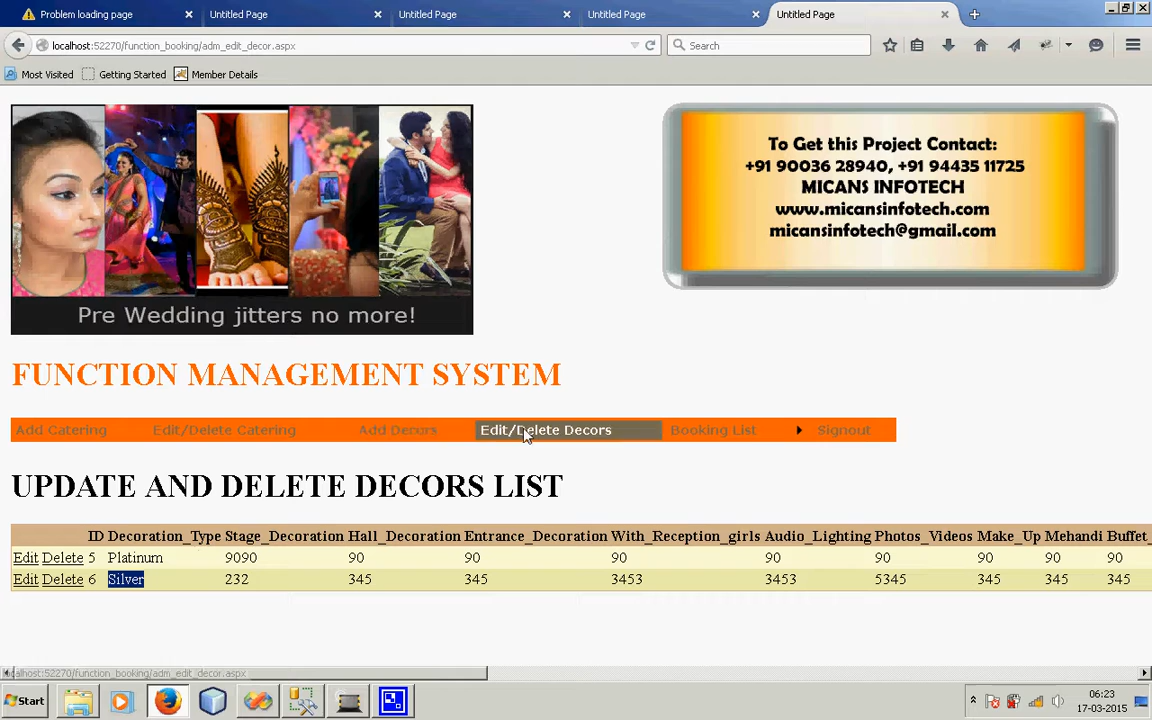 Problem loading page
Untitled Page
Untitled Page
Untitled Page
Untitled Page
localhost:52270/function_booking/adm_edit_decor.aspx
Search
Most Visited
Getting Started
Member Details
To Get this Project Contact:
+91 90036 28940, +91 94435 11725
MICANS INFOTECH
www.micansinfotech.com
micansinfotech@gmail.com
Pre Wedding jitters no more!
FUNCTION MANAGEMENT SYSTEM
Add Catering Edit/Delete Catering Add Decors Edit/Delete Decors Booking List Signout
UPDATE AND DELETE DECORS LIST
ID Decoration_Type Stage_Decoration Hall_Decoration Entrance_Decoration With_Reception_girls Audio_Lighting Photos_Videos Make_Up Mehandi Buffet_
Edit Delete 5 Platinum 9090 90 90 90 90 90 90 90 90
Edit Delete 6 Silver 232 345 345 3453 3453 5345 345 345 345
localhost:52270/function_booking/adm_edit_decor.aspx
Start
06:23
17-03-2015